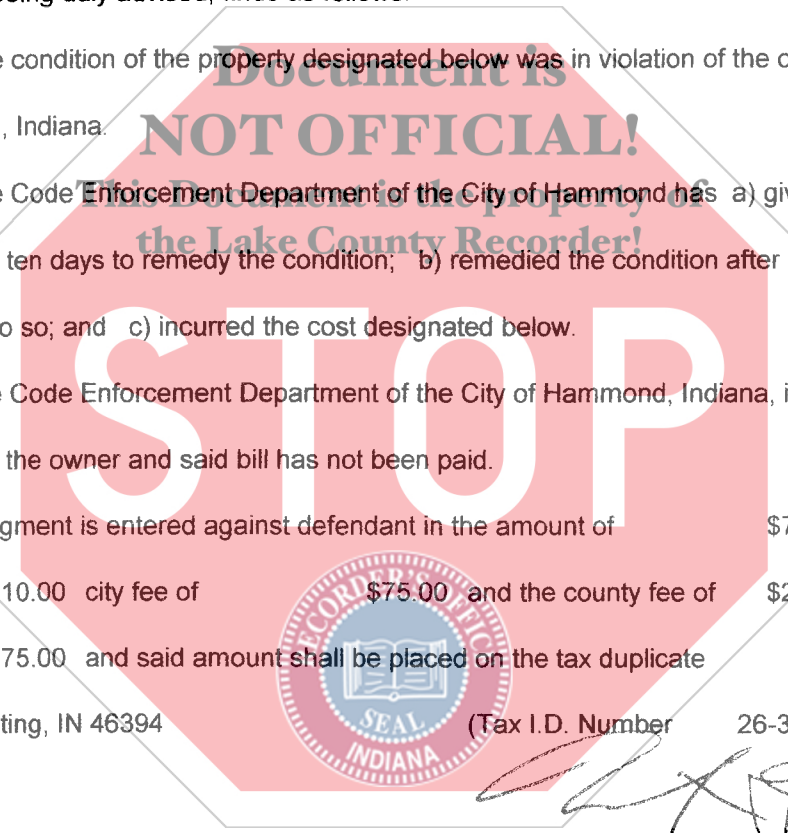 being duly advised, finds as follows:
e condition of the property designated below was in violation of the o
Document is
, Indiana.
NOT OFFICIAL!
e Code Enforcement Department of the City of Hammond has a) giv
This Document is the property of
the Lake County Recorder!
ten days to remedy the condition; b) remedied the condition after
o so; and c) incurred the cost designated below.
STOP
e Code Enforcement Department of the City of Hammond, Indiana, i
the owner and said bill has not been paid.
gment is entered against defendant in the amount of $7
10.00 city fee of $75.00 and the county fee of $2
75.00 and said amount shall be placed on the tax duplicate
ting, IN 46394 (Tax I.D. Number 26-3
RECORDER'S OFFICE
SEAL
INDIANA